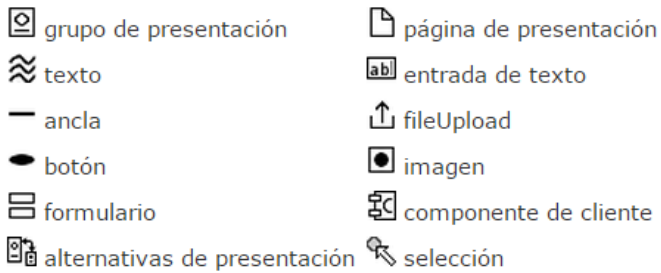 grupo de presentación
página de presentación
texto
ab entrada de texto
ancla
fileUpload
botón
imagen
formulario
C componente de cliente
alternativas de presentación
selección